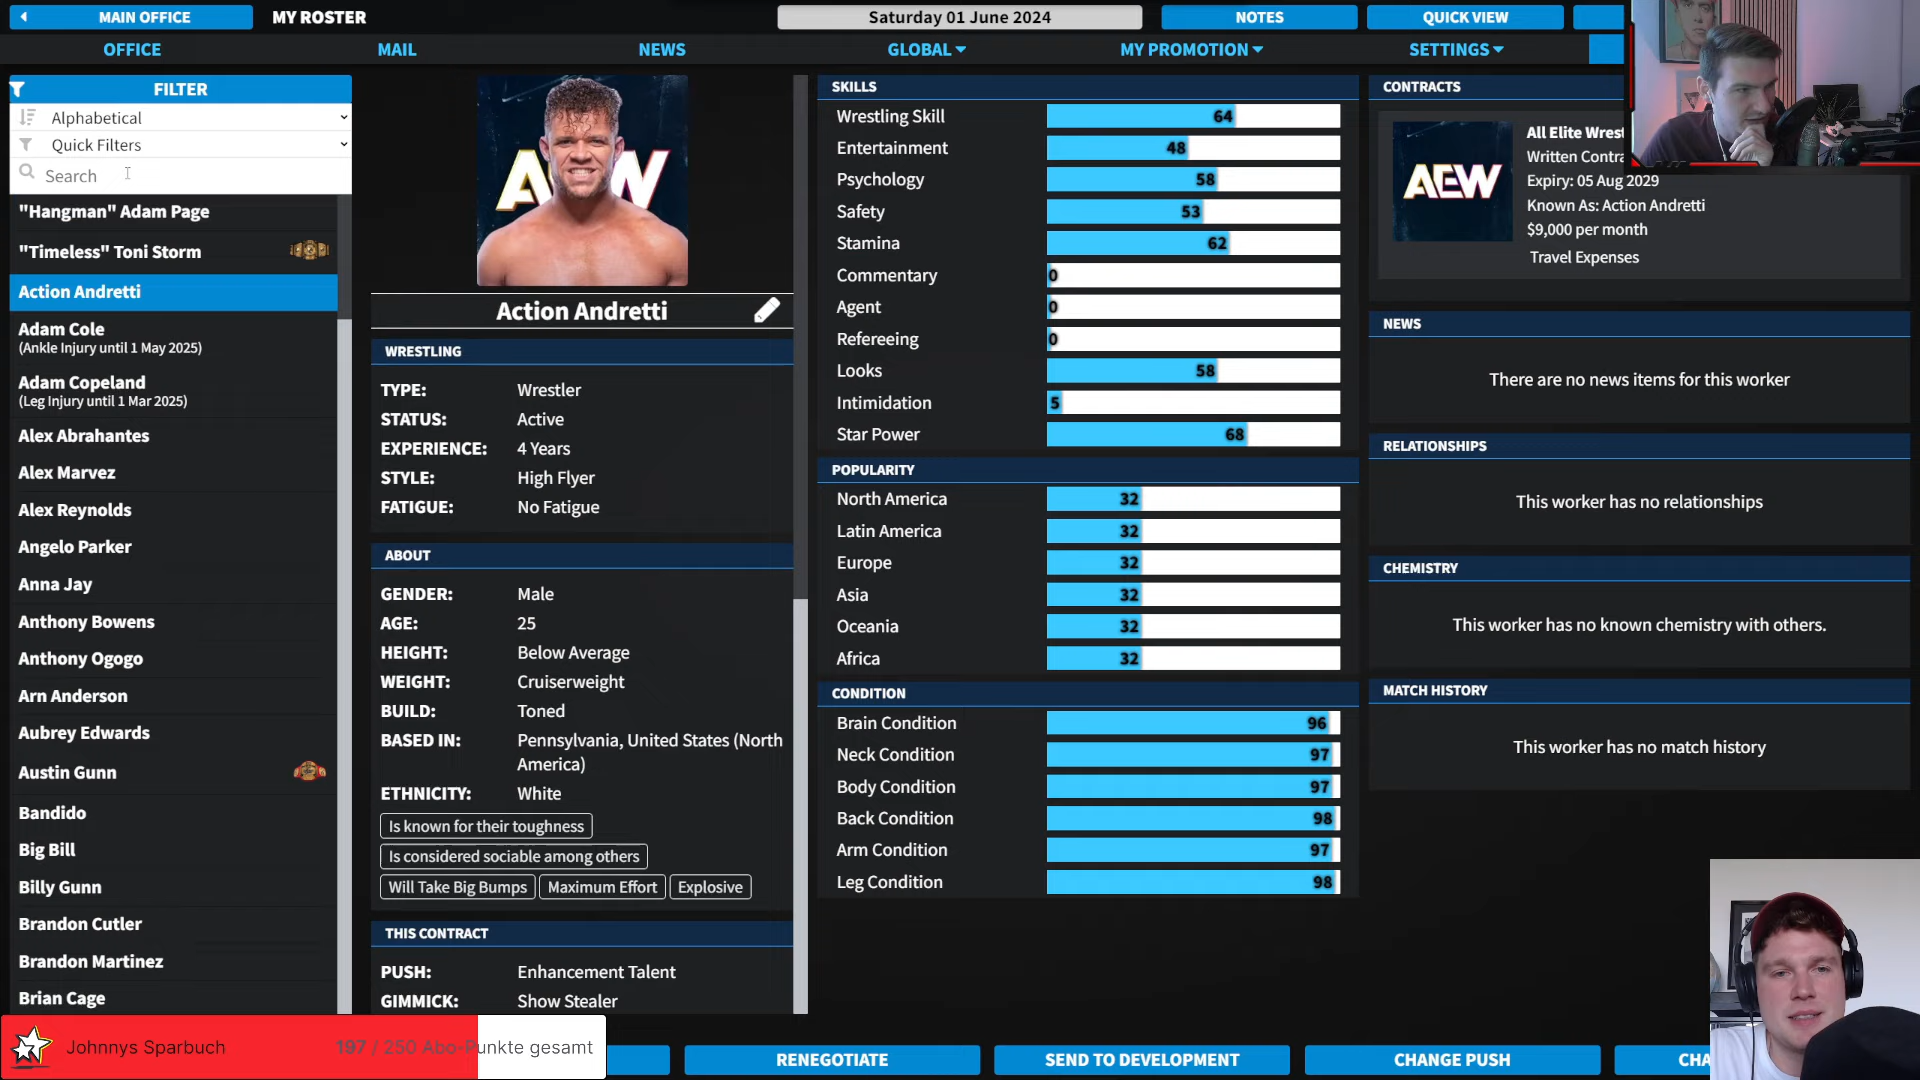 MAIN OFFICE
MY ROSTER
Saturday 01 June 2024
NOTES
QUICK VIEW
OFFICE
MAIL
NEWS
GLOBAL
MY PROMOTION
SETTINGS
FILTER
Alphabetical
Quick Filters
Search
"Hangman" Adam Page
"Timeless" Toni Storm
Action Andretti
Adam Cole
(Ankle Injury until 1 May 2025)
Adam Copeland
(Leg Injury until 1 Mar 2025)
Alex Abrahantes
Alex Marvez
Alex Reynolds
Angelo Parker
Anna Jay
Anthony Bowens
Anthony Ogogo
Arn Anderson
Aubrey Edwards
Austin Gunn
Bandido
Big Bill
Billy Gunn
Brandon Cutler
Brandon Martinez
Brian Cage
Action Andretti
WRESTLING
TYPE: Wrestler
STATUS: Active
EXPERIENCE: 4 Years
STYLE: High Flyer
FATIGUE: No Fatigue
ABOUT
GENDER: Male
AGE: 25
HEIGHT: Below Average
WEIGHT: Cruiserweight
BUILD: Toned
BASED IN: Pennsylvania, United States (North
America)
ETHNICITY: White
Is known for their toughness
Is considered sociable among others
Will Take Big Bumps Maximum Effort Explosive
THIS CONTRACT
PUSH: Enhancement Talent
GIMMICK: Show Stealer
SKILLS
Wrestling Skill 64
Entertainment 48
Psychology 58
Safety 53
Stamina 62
Commentary 0
Agent 0
Refereeing 0
Looks 58
Intimidation 5
Star Power 68
POPULARITY
North America 32
Latin America 32
Europe 32
Asia 32
Oceania 32
Africa 32
CONDITION
Brain Condition 96
Neck Condition 97
Body Condition 97
Back Condition 98
Arm Condition 97
Leg Condition 98
CONTRACTS
AEW
All Elite Wrest
Written Contra
Expiry: 05 Aug 2029
Known As: Action Andretti
$9,000 per month
Travel Expenses
NEWS
There are no news items for this worker
RELATIONSHIPS
This worker has no relationships
CHEMISTRY
This worker has no known chemistry with others.
MATCH HISTORY
This worker has no match history
Johnnys Sparbuch
197 / 250 Abo-Punkte gesamt
RENEGOTIATE
SEND TO DEVELOPMENT
CHANGE PUSH
CHA